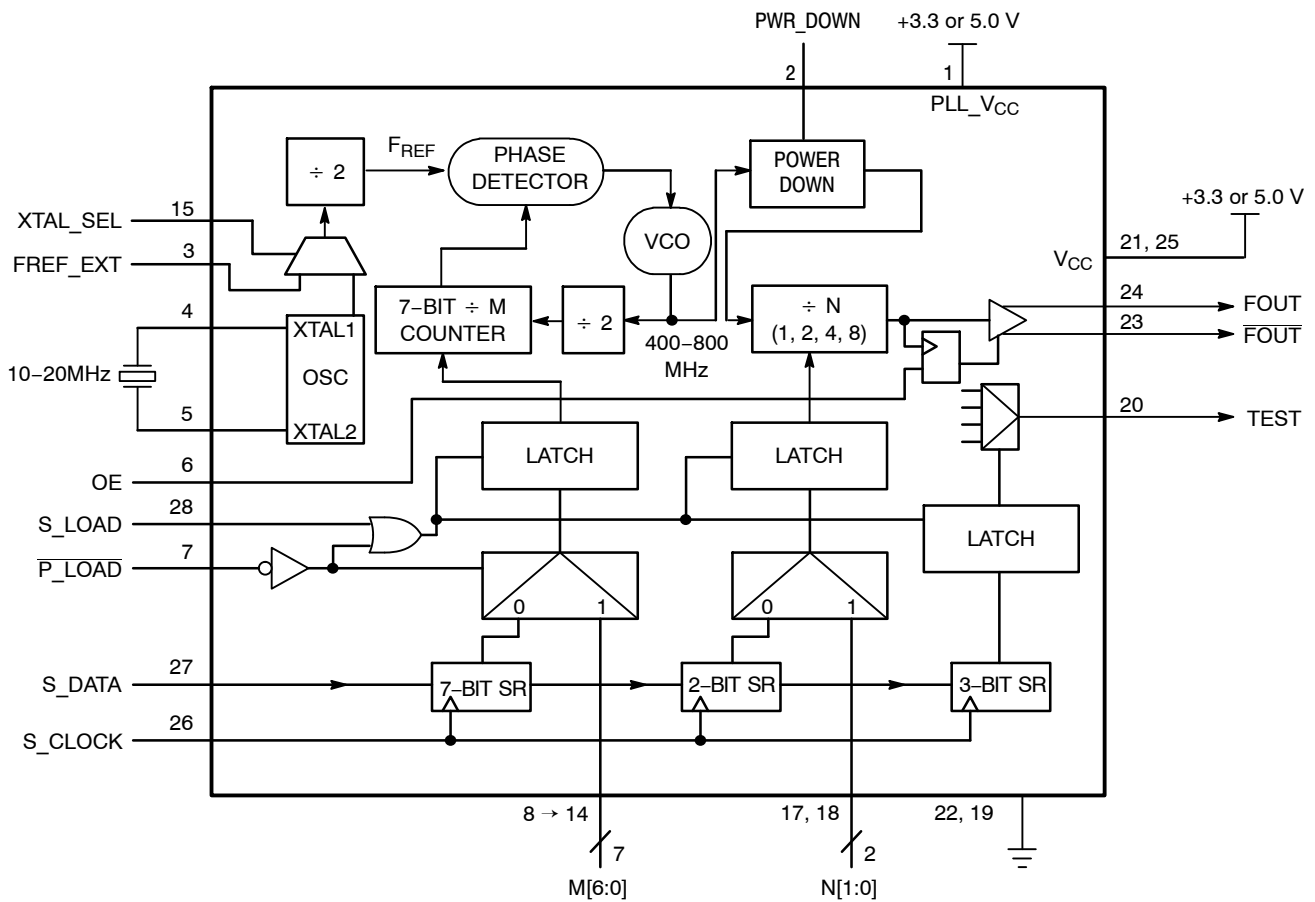 PWR_DOWN
+3.3 or 5.0 V
2
1
PLL_VCC
÷ 2
FREF
PHASE
DETECTOR
POWER
DOWN
+3.3 or 5.0 V
XTAL_SEL
15
VCO
VCC
21, 25
FREF_EXT
3
4
XTAL1
7–BIT ÷ M
COUNTER
÷ 2
400–800
MHz
÷ N
(1, 2, 4, 8)
24
FOUT
23
FOUT
10–20MHz
OSC
5
XTAL2
20
TEST
6
OE
LATCH
LATCH
28
S_LOAD
LATCH
7
P_LOAD
0
1
0
1
27
S_DATA
7–BIT SR
2–BIT SR
3–BIT SR
26
S_CLOCK
8 → 14
17, 18
22, 19
7
2
M[6:0]
N[1:0]